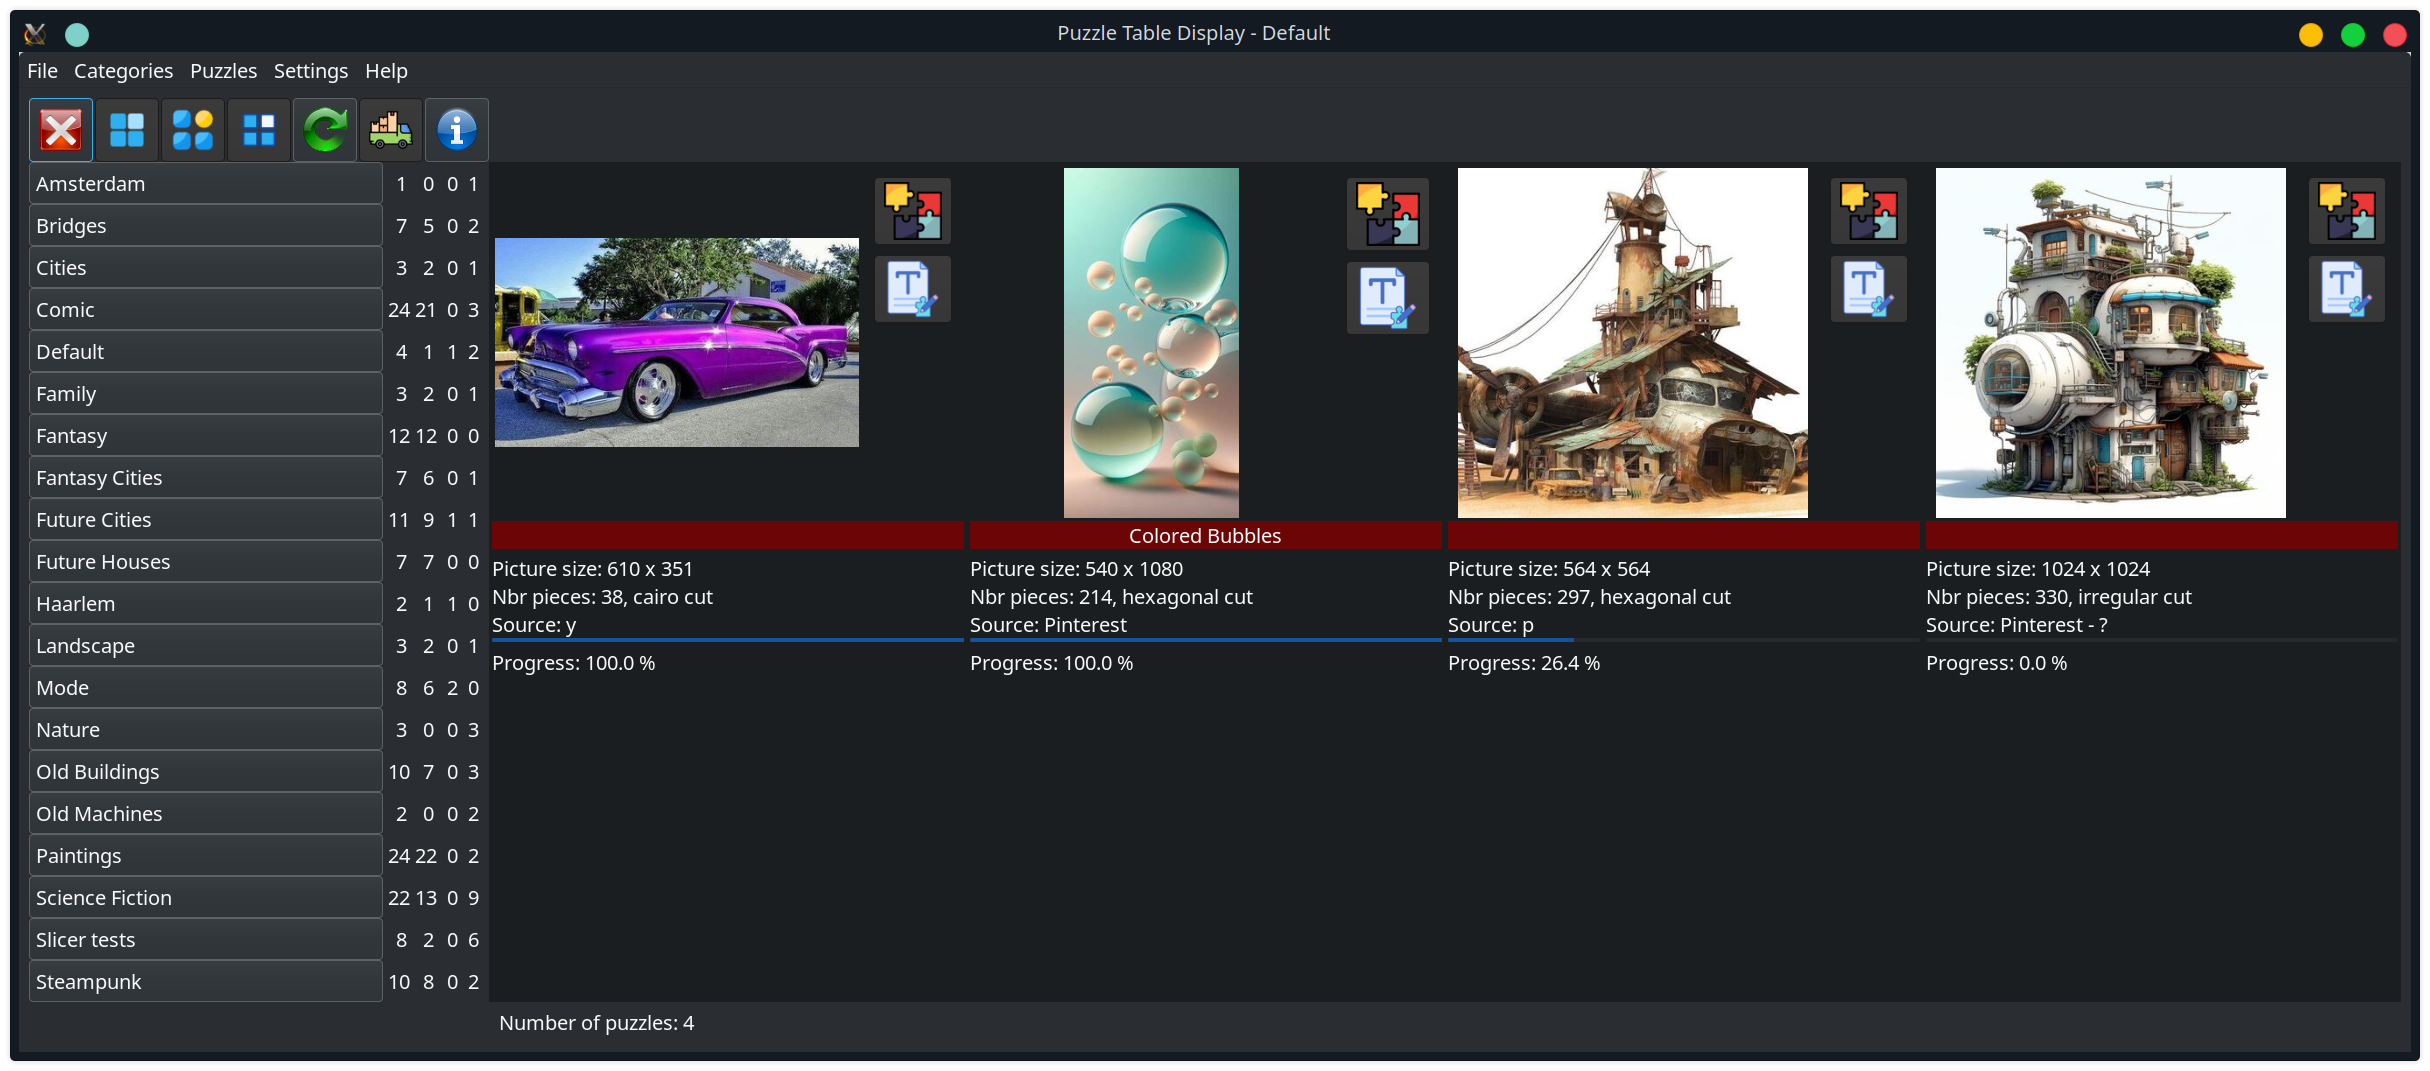 Puzzle Table Display - Default
File Categories Puzzles Settings Help
Amsterdam 1 0 0 1
Bridges 7 5 0 2
Cities 3 2 0 1
Comic 24 21 0 3
Default 4 1 1 2
Family 3 2 0 1
Fantasy 12 12 0 0
Fantasy Cities 7 6 0 1
Future Cities 11 9 1 1
Future Houses 7 7 0 0
Haarlem 2 1 1 0
Landscape 3 2 0 1
Mode 8 6 2 0
Nature 3 0 0 3
Old Buildings 10 7 0 3
Old Machines 2 0 0 2
Paintings 24 22 0 2
Science Fiction 22 13 0 9
Slicer tests 8 2 0 6
Steampunk 10 8 0 2
Picture size: 610 x 351
Nbr pieces: 38, cairo cut
Source: y
Progress: 100.0 %
Colored Bubbles
Picture size: 540 x 1080
Nbr pieces: 214, hexagonal cut
Source: Pinterest
Progress: 100.0 %
Picture size: 564 x 564
Nbr pieces: 297, hexagonal cut
Source: p
Progress: 26.4 %
Picture size: 1024 x 1024
Nbr pieces: 330, irregular cut
Source: Pinterest - ?
Progress: 0.0 %
Number of puzzles: 4